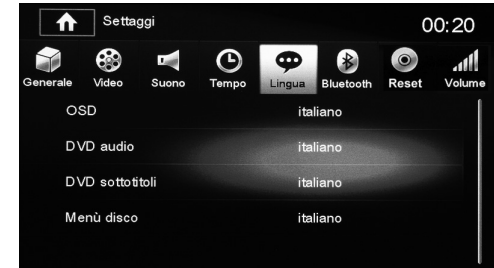 Settaggi 00:20
Generale Video Suono Tempo Lingua Bluetooth Reset Volume
OSD italiano
DVD audio italiano
DVD sottotitoli italiano
Menù disco italiano